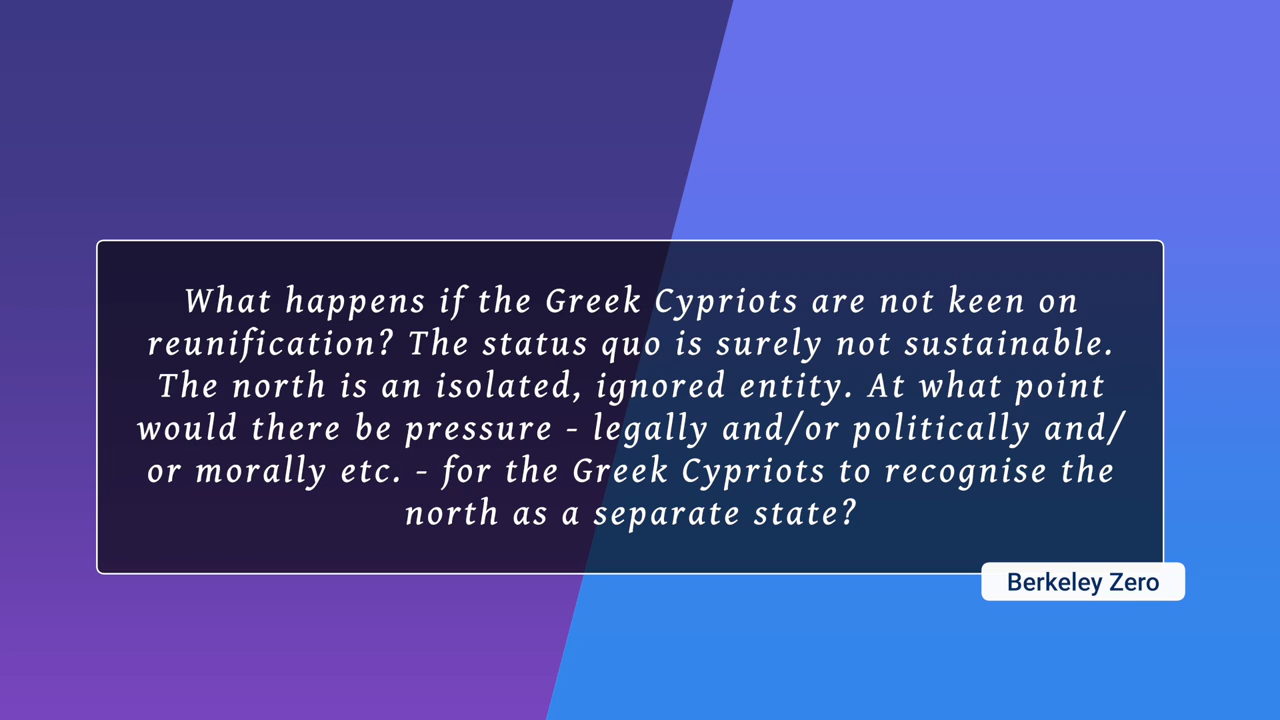 What happens if the Greek Cypriots are not keen on
reunification? The status quo is surely not sustainable.
The north is an isolated, ignored entity. At what point
would there be pressure - legally and/or politically and/
or morally etc. - for the Greek Cypriots to recognise the
north as a separate state?
Berkeley Zero